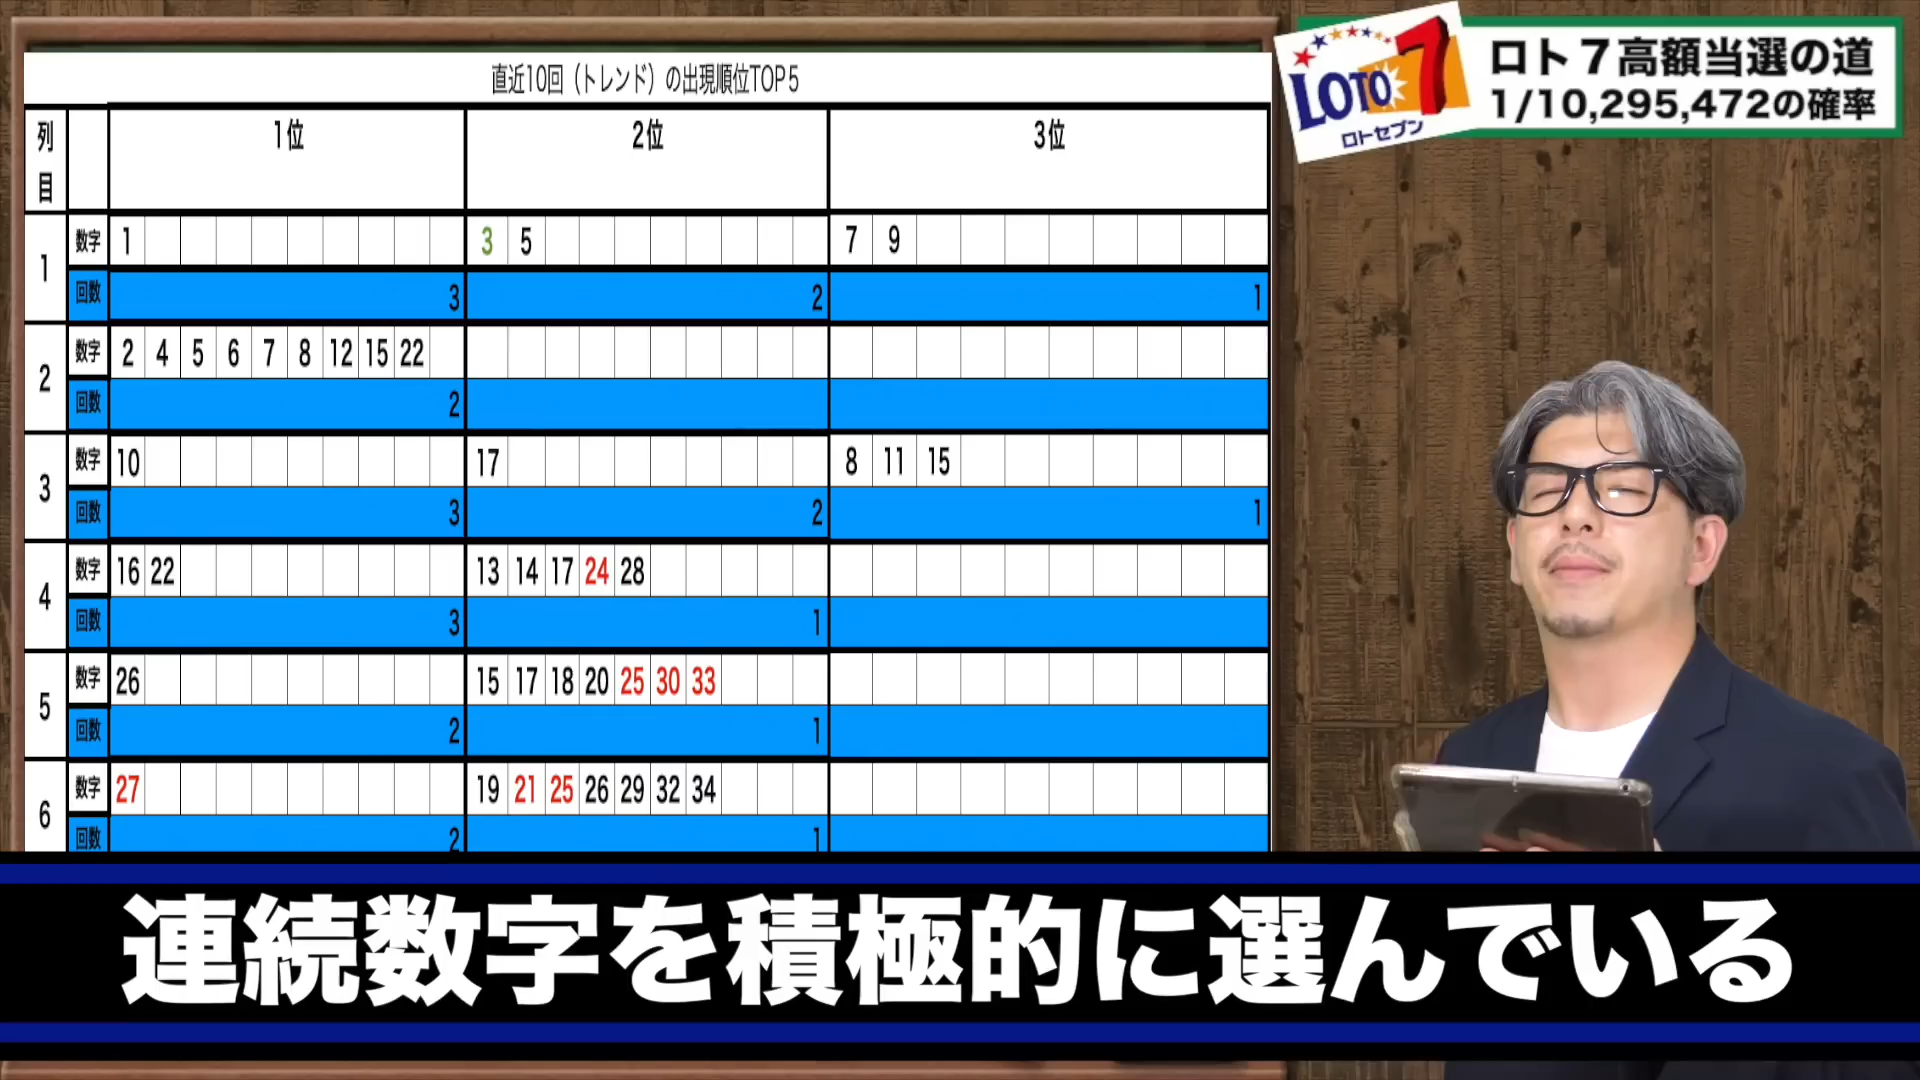 直近10回（トレンド）の出現順位TOP5
列目 1位 2位 3位
1 数字 1 3 5 7 9
回数 3 2 1
2 数字 2 4 5 6 7 8 12 15 22
回数 2
3 数字 10 17 8 11 15
回数 3 2 1
4 数字 16 22 13 14 17 24 28
回数 3 1
5 数字 26 15 17 18 20 25 30 33
回数 2 1
6 数字 27 19 21 25 26 29 32 34
回数 2 1
LOTO 7
ロトセブン
ロト7高額当選の道
1/10,295,472の確率
連続数字を積極的に選んでいる